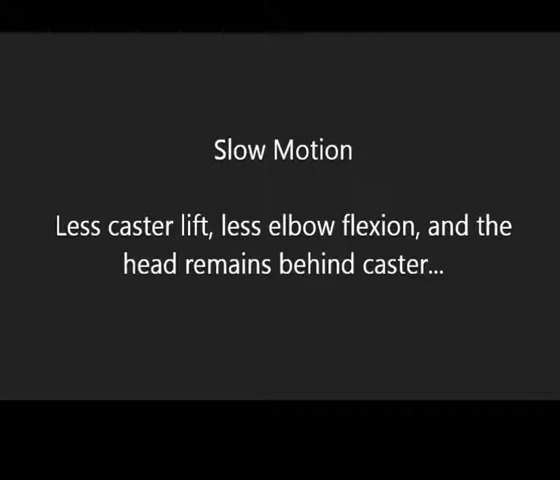 Slow Motion
Less caster lift, less elbow flexion, and the
head remains behind caster...